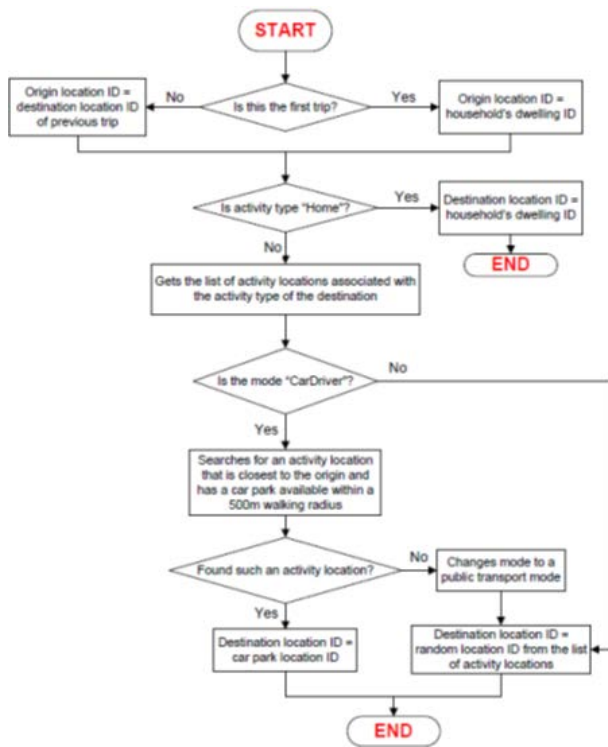 START
Is this the first trip?
No
Yes
Origin location ID =
destination location ID
of previous trip
Origin location ID =
household's dwelling ID
Is activity type "Home"?
Yes
No
Destination location ID =
household's dwelling ID
END
Gets the list of activity locations associated with
the activity type of the destination
Is the mode "CarDriver"?
No
Yes
Searches for an activity location
that is closest to the origin and
has a car park available within a
500m walking radius
Found such an activity location?
No
Yes
Changes mode to a
public transport mode
Destination location ID =
car park location ID
Destination location ID =
random location ID from the list
of activity locations
END